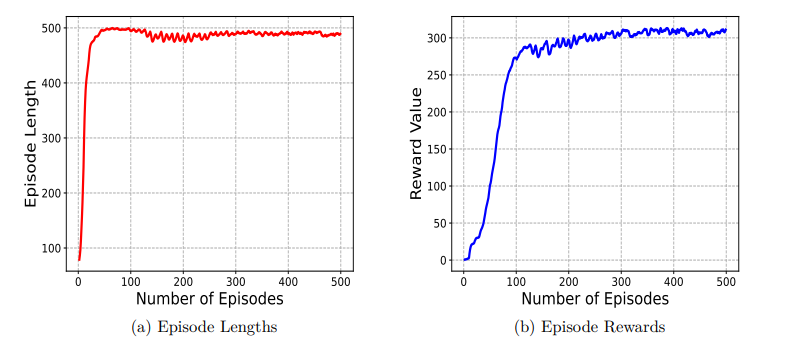 500
400
300
200
100
0 100 200 300 400 500
Episode Length
Number of Episodes
(a) Episode Lengths
300
250
200
150
100
50
0
0 100 200 300 400 500
Reward Value
Number of Episodes
(b) Episode Rewards